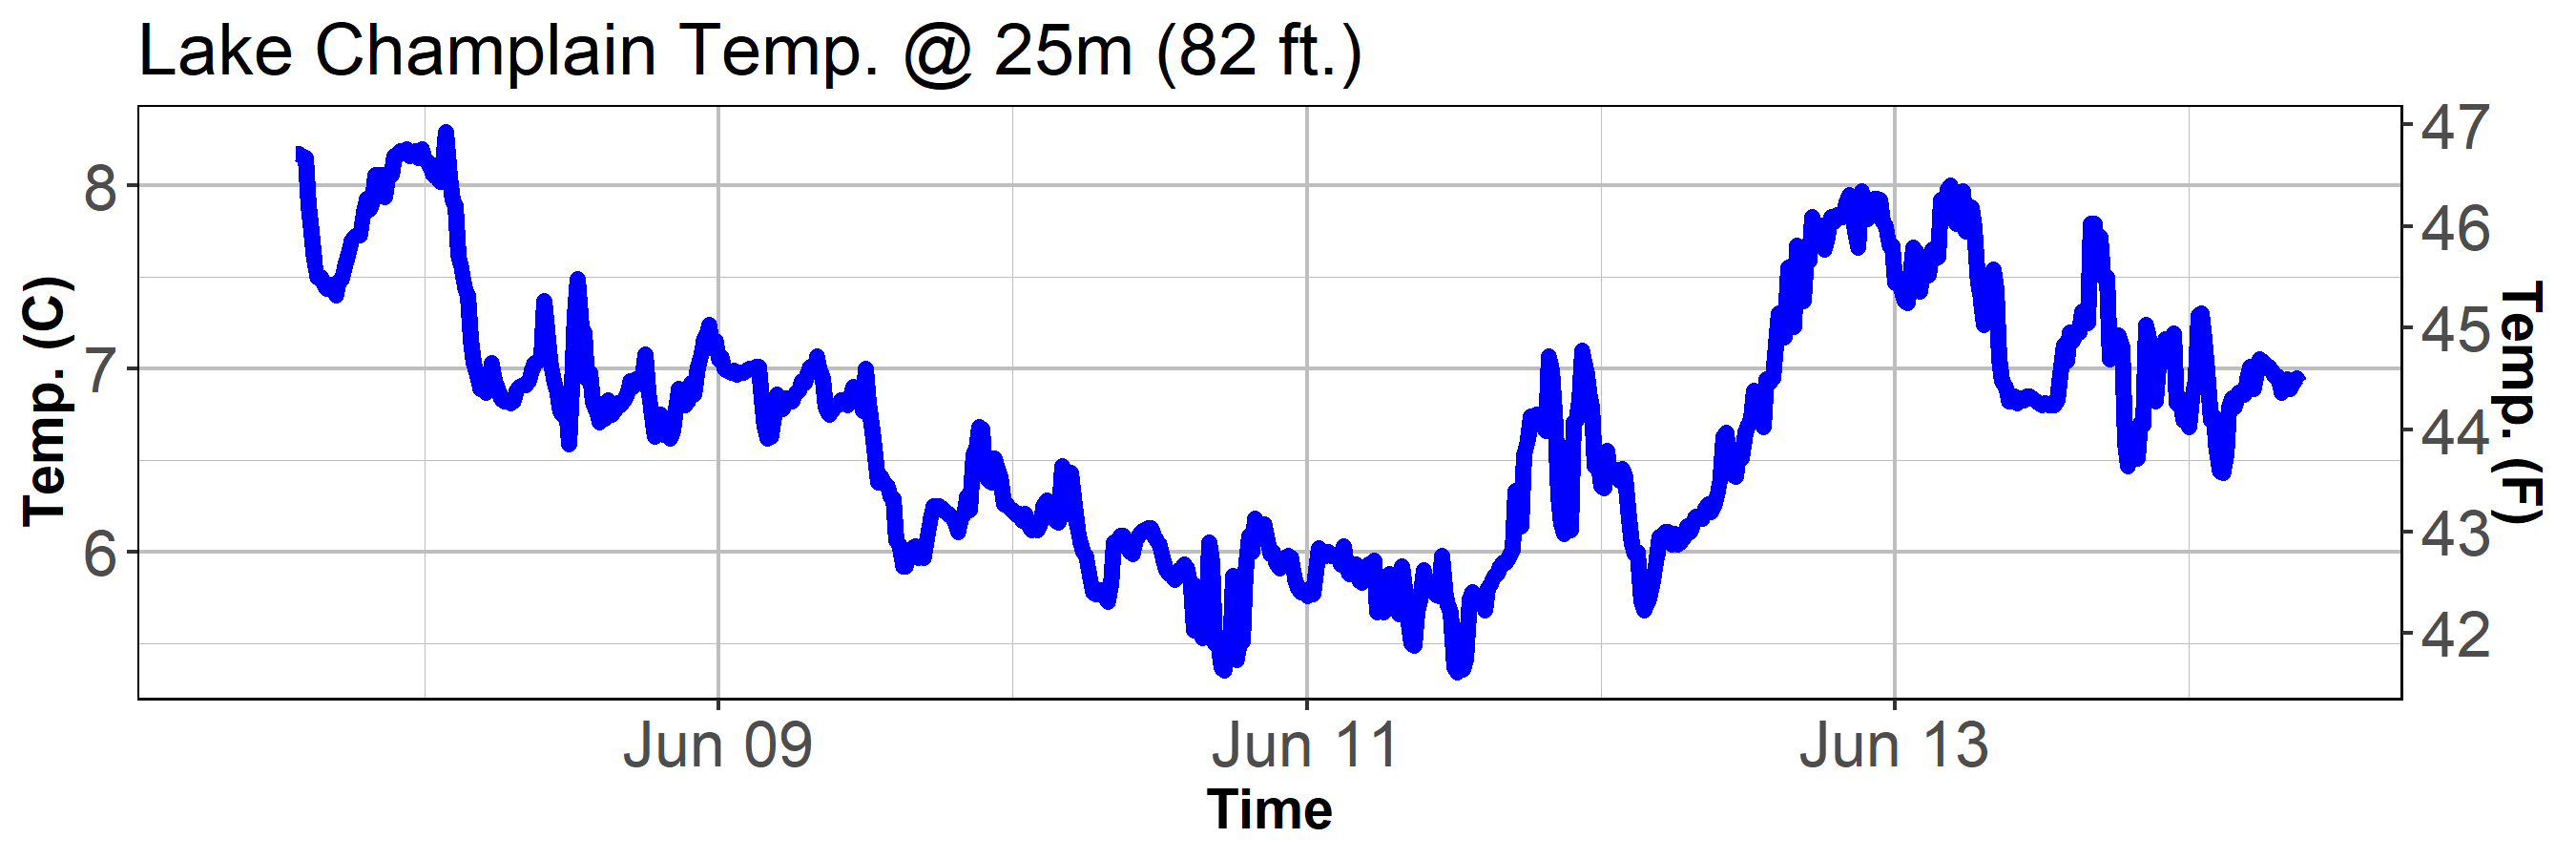 Lake Champlain Temp. @ 25m (82 ft.)
Temp. (C)
8
7
6
47
46
45
44
43
42
Temp. (F)
Jun 09 Jun 11 Jun 13
Time